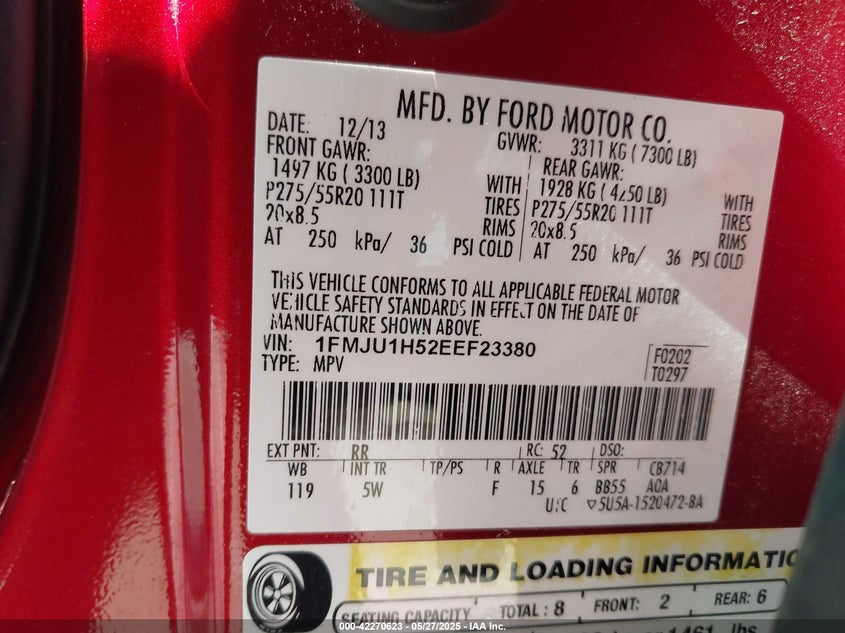 MFD. BY FORD MOTOR CO.
DATE: 12/13 GVWR: 3311 KG ( 7300 LB)
FRONT GAWR: REAR GAWR:
1497 KG ( 3300 LB) WITH 1928 KG ( 4250 LB) WITH
P275/55R20 111T TIRES P275/55R20 111T TIRES
20x8.5 RIMS 20x8.5 RIMS
AT 250 kPa/ 36 PSI COLD AT 250 kPa/ 36 PSI COLD
THIS VEHICLE CONFORMS TO ALL APPLICABLE FEDERAL MOTOR
VEHICLE SAFETY STANDARDS IN EFFECT ON THE DATE OF
MANUFACTURE SHOWN ABOVE.
VIN: 1FMJU1H52EEF23380 F0202
TYPE: MPV T0297
EXT PNT: RR RC: 52 DSO:
WB INT TR TP/PS R AXLE TR SPR CB714
119 5W F 15 6 BB55 AOA
5U5A-1520472-BA
TIRE AND LOADING INFORMATIO
SEATING CAPACITY TOTAL : 8 FRONT: 2 REAR: 6
1461 lbs
000-42270623 - 05/27/2025 - IAA Inc.